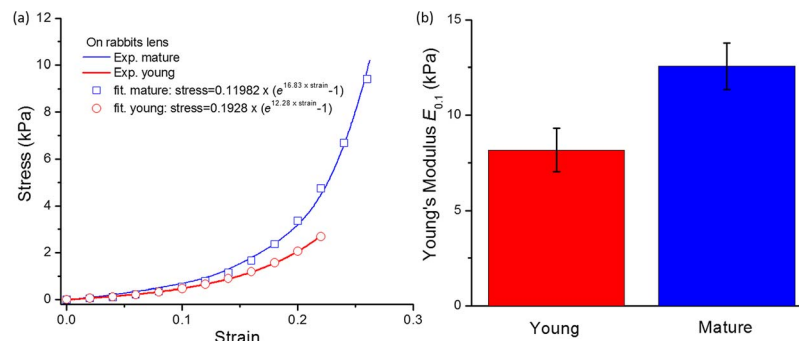 (a)
On rabbits lens
Exp. mature
Exp. young
fit. mature: stress=0.11982 x (e^16.83 x strain-1)
fit. young: stress=0.1928 x (e^12.28 x strain-1)
Stress (kPa)
12
10
8
6
4
2
0
0.0 0.1 0.2 0.3
Strain
(b)
Young's Modulus E0.1 (kPa)
15
10
5
0
Young Mature